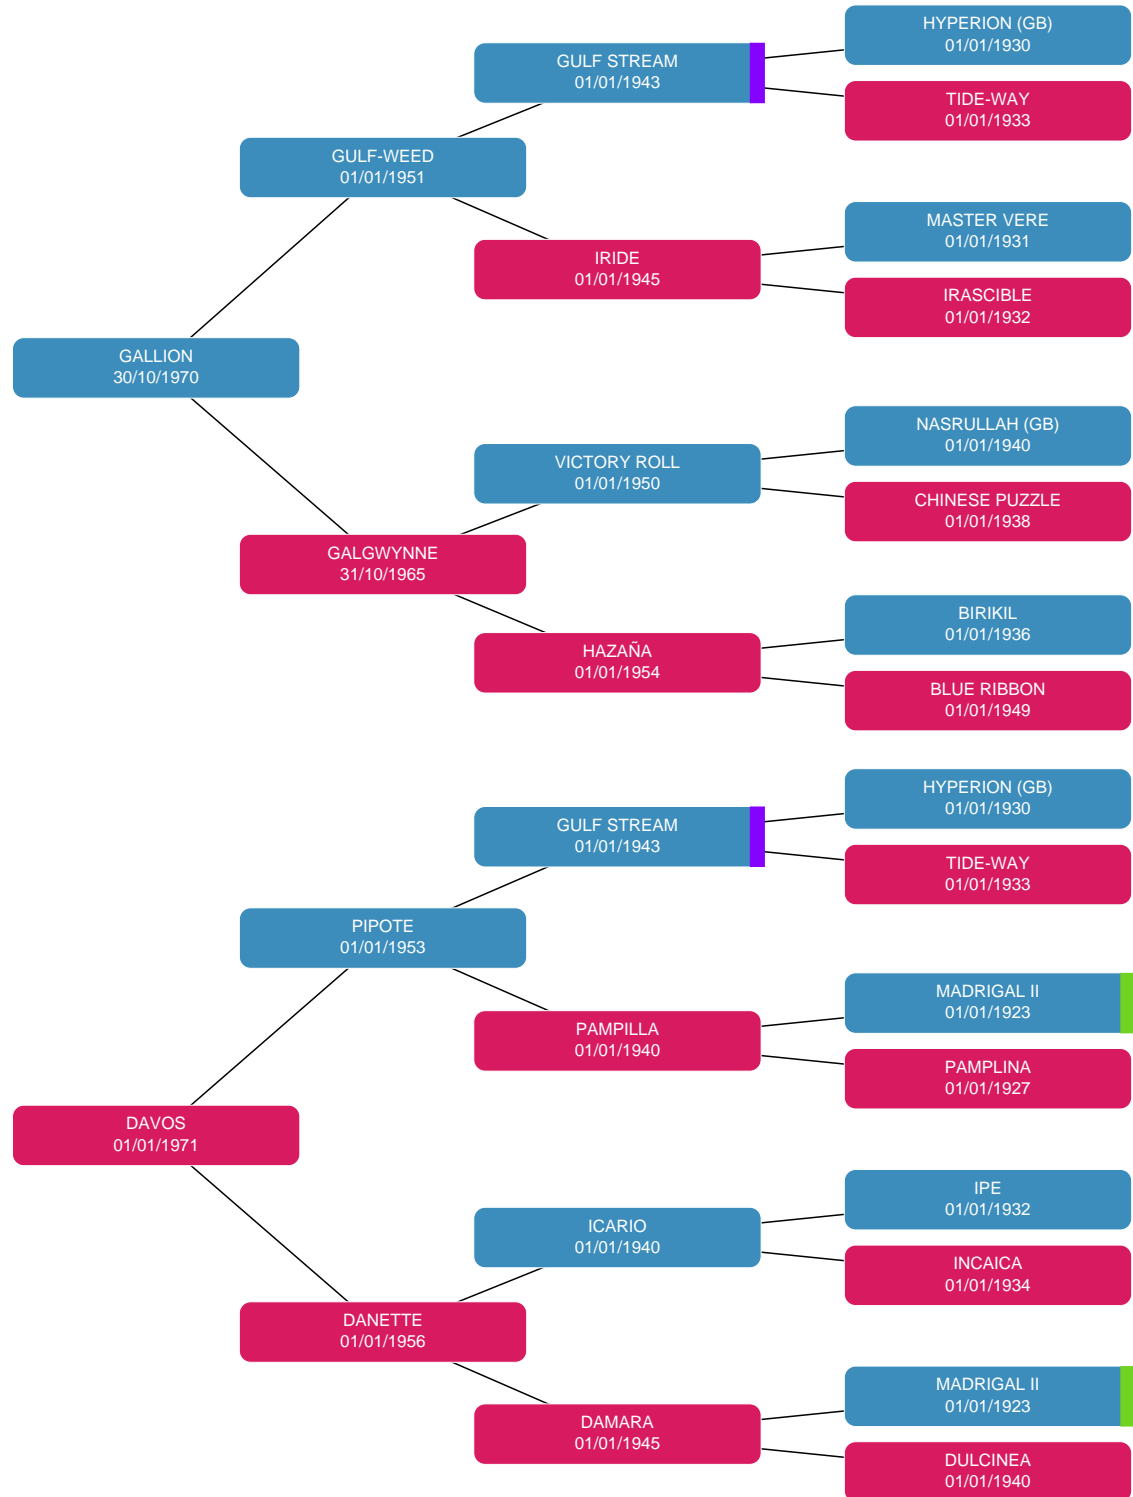 HYPERION (GB)
01/01/1930
GULF STREAM
01/01/1943
TIDE-WAY
01/01/1933
GULF-WEED
01/01/1951
MASTER VERE
01/01/1931
IRIDE
01/01/1945
IRASCIBLE
01/01/1932
GALLION
30/10/1970
NASRULLAH (GB)
01/01/1940
VICTORY ROLL
01/01/1950
CHINESE PUZZLE
01/01/1938
GALGWYNNE
31/10/1965
BIRIKIL
01/01/1936
HAZAÑA
01/01/1954
BLUE RIBBON
01/01/1949
HYPERION (GB)
01/01/1930
GULF STREAM
01/01/1943
TIDE-WAY
01/01/1933
PIPOTE
01/01/1953
MADRIGAL II
01/01/1923
PAMPILLA
01/01/1940
PAMPLINA
01/01/1927
DAVOS
01/01/1971
IPE
01/01/1932
ICARIO
01/01/1940
INCAICA
01/01/1934
DANETTE
01/01/1956
MADRIGAL II
01/01/1923
DAMARA
01/01/1945
DULCINEA
01/01/1940